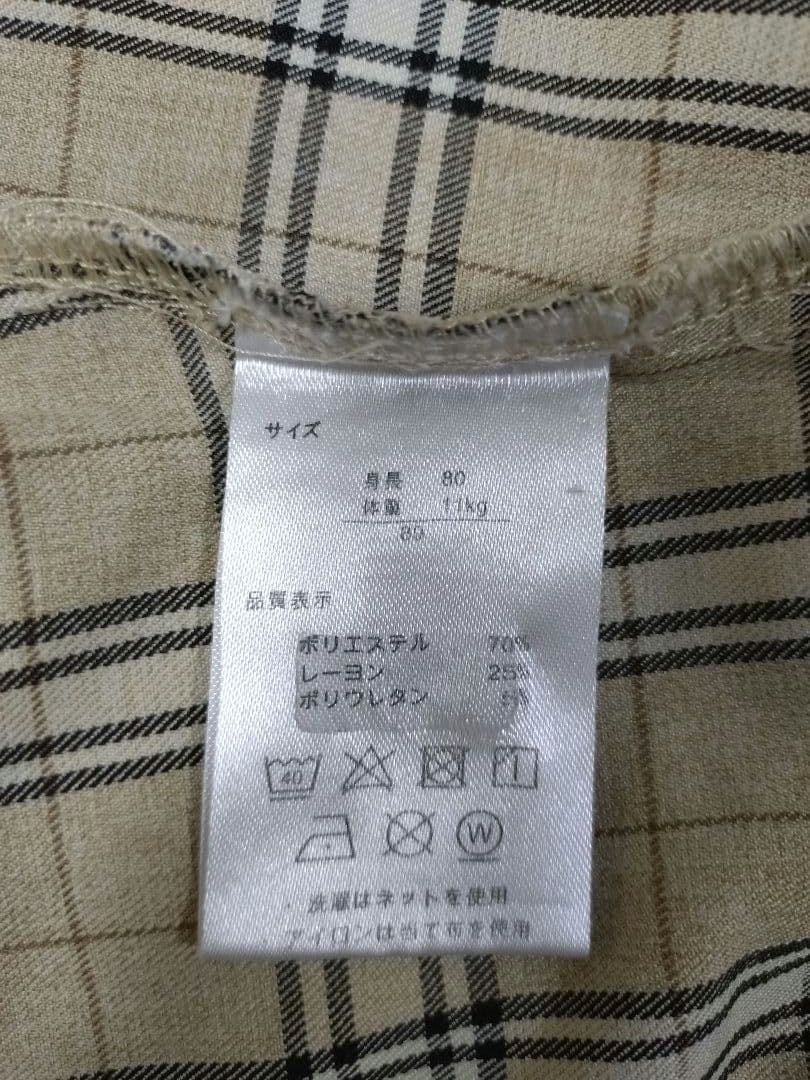 サイズ
身長 80
体重 11kg
80
品質表示
ポリエステル 70%
レーヨン 25%
ポリウレタン 5%
40
W
・洗濯はネットを使用
・アイロンは当て布を使用